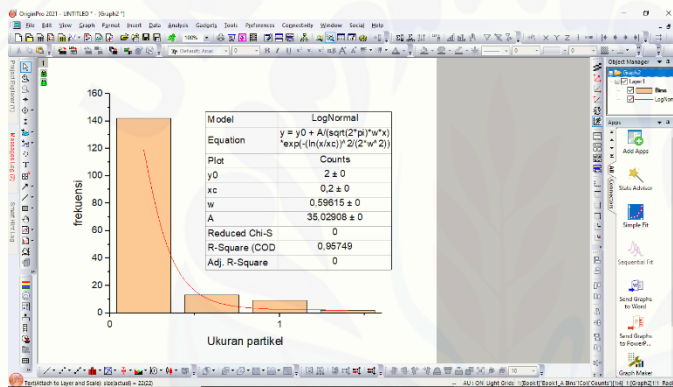 OriginPro 2021 - UNTITLED * - [Graph2 *]
File Edit View Graph Format Insert Data Analysis Gadgets Tools Preferences Connectivity Window Social Help
Object Manager
Graph2
Layer1
Bins
Apps
Add Apps
Stats Advisor
Simple Fit
Sequential Fit
Send Graphs
to Word
Send Graphs
to PowerP...
Graph Maker
Project Explorer (1)
Messages Log (2)
Smart Hint Log
160
140
120
100
80
60
40
20
0
frekuensi
0
1
Ukuran partikel
Model LogNormal
Equation y = y0 + A/(sqrt(2*pi)*w*x)
*exp(-(ln(x/xc))^2/(2*w^2))
Plot Counts
y0 2 ± 0
xc 0,2 ± 0
w 0,59615 ± 0
A 35,02908 ± 0
Reduced Chi-S 0
R-Square (COD 0,95749
Adj. R-Square 0